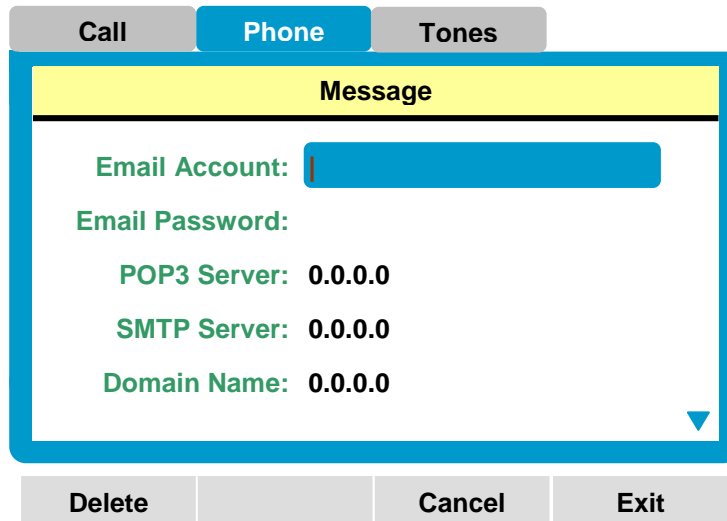 Call Phone Tones
Message
Email Account:
Email Password:
POP3 Server: 0.0.0.0
SMTP Server: 0.0.0.0
Domain Name: 0.0.0.0
Delete Cancel Exit